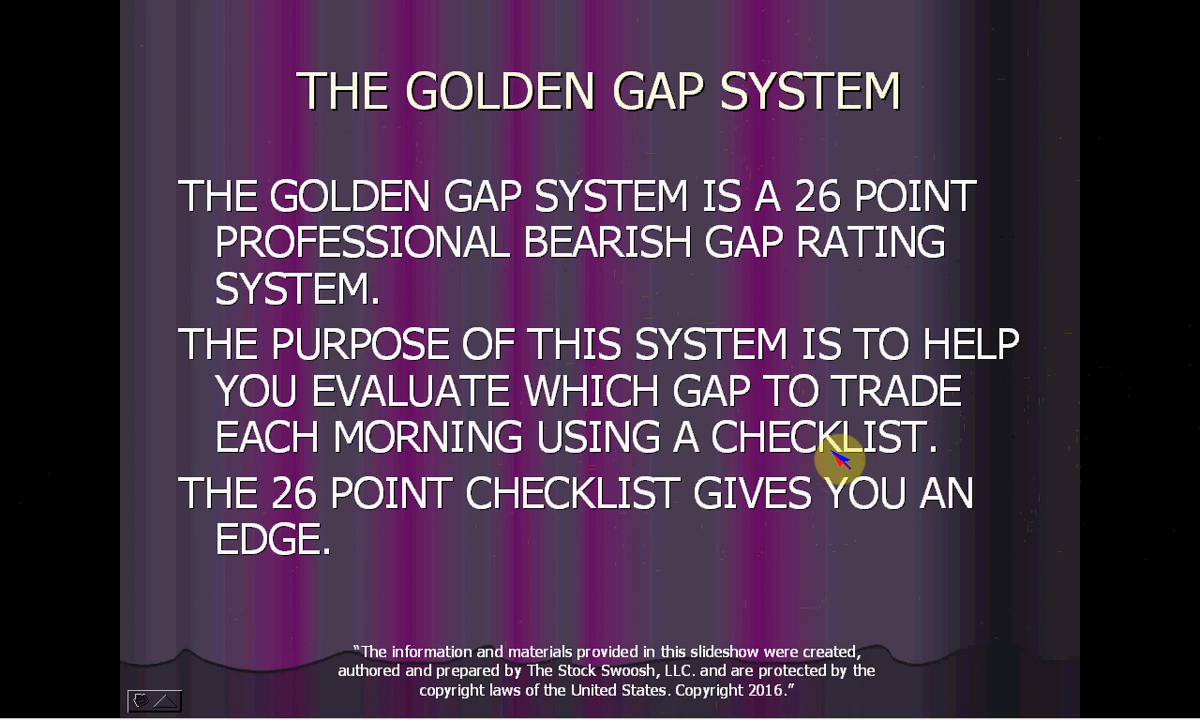 THE GOLDEN GAP SYSTEM
THE GOLDEN GAP SYSTEM IS A 26 POINT
PROFESSIONAL BEARISH GAP RATING
SYSTEM.
THE PURPOSE OF THIS SYSTEM IS TO HELP
YOU EVALUATE WHICH GAP TO TRADE
EACH MORNING USING A CHECKLIST.
THE 26 POINT CHECKLIST GIVES YOU AN
EDGE.
“The information and materials provided in this slideshow were created,
authored and prepared by The Stock Swoosh, LLC. and are protected by the
copyright laws of the United States. Copyright 2016.”